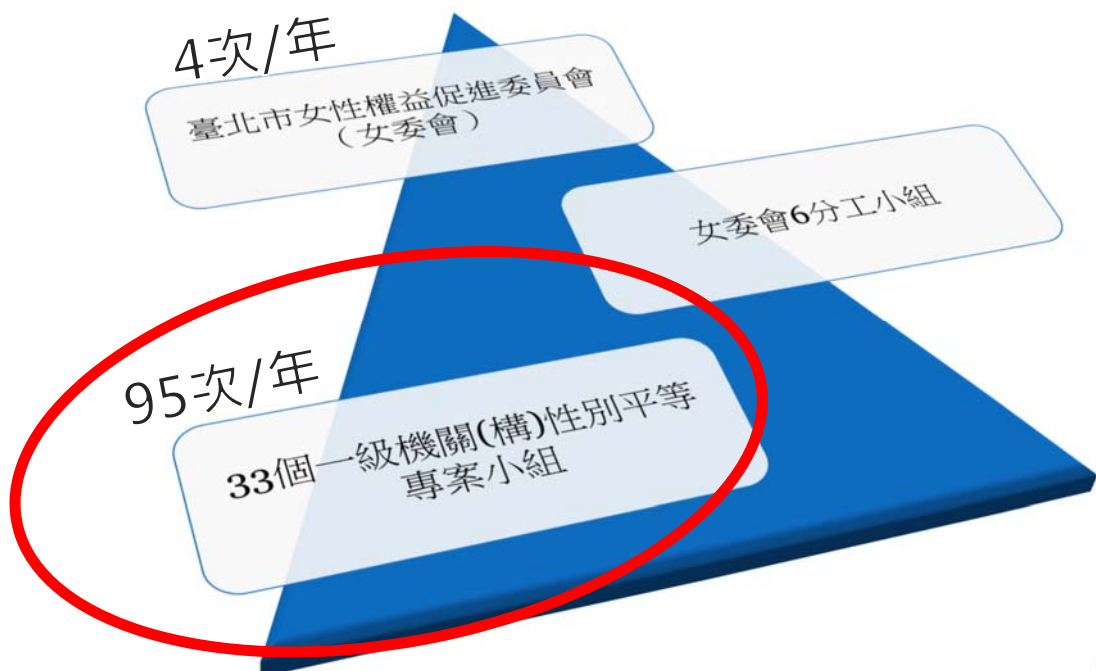 4次/年
臺北市女性權益促進委員會
（女委會）
女委會6分工小組
95次/年
33個一級機關(構)性別平等
專案小組